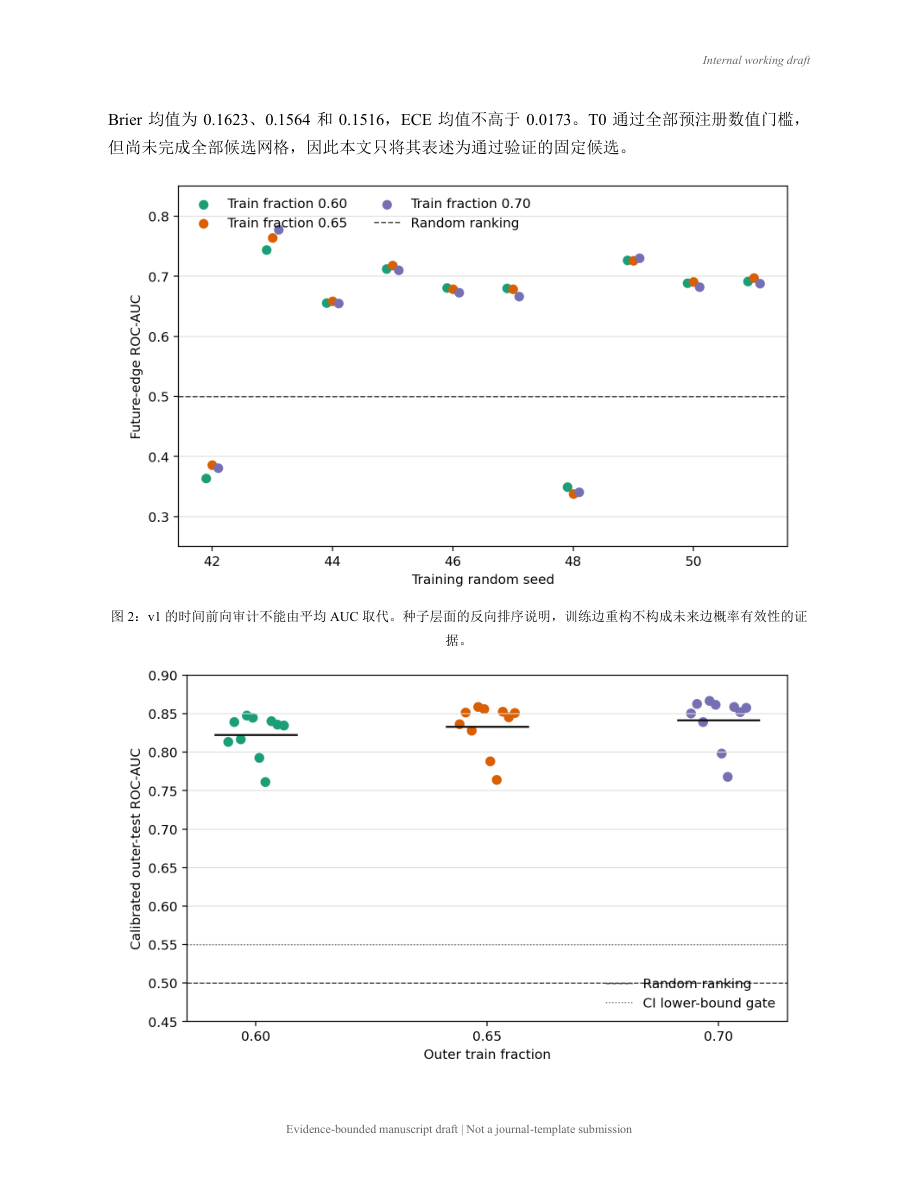 Internal working draft
Brier 均值为 0.1623、0.1564 和 0.1516，ECE 均值不高于 0.0173。T0 通过全部预注册数值门槛，
但尚未完成全部候选网格，因此本文只将其表述为通过验证的固定候选。
Train fraction 0.60
Train fraction 0.70
Train fraction 0.65
Random ranking
0.8
0.7
0.6
0.5
0.4
0.3
Future-edge ROC-AUC
42
44
46
48
50
Training random seed
图 2：v1 的时间前向审计不能由平均 AUC 取代。种子层面的反向排序说明，训练边重构不构成未来边概率有效性的证
据。
0.90
0.85
0.80
0.75
0.70
0.65
0.60
0.55
0.50
0.45
Calibrated outer-test ROC-AUC
Random ranking
CI lower-bound gate
0.60
0.65
0.70
Outer train fraction
Evidence-bounded manuscript draft | Not a journal-template submission